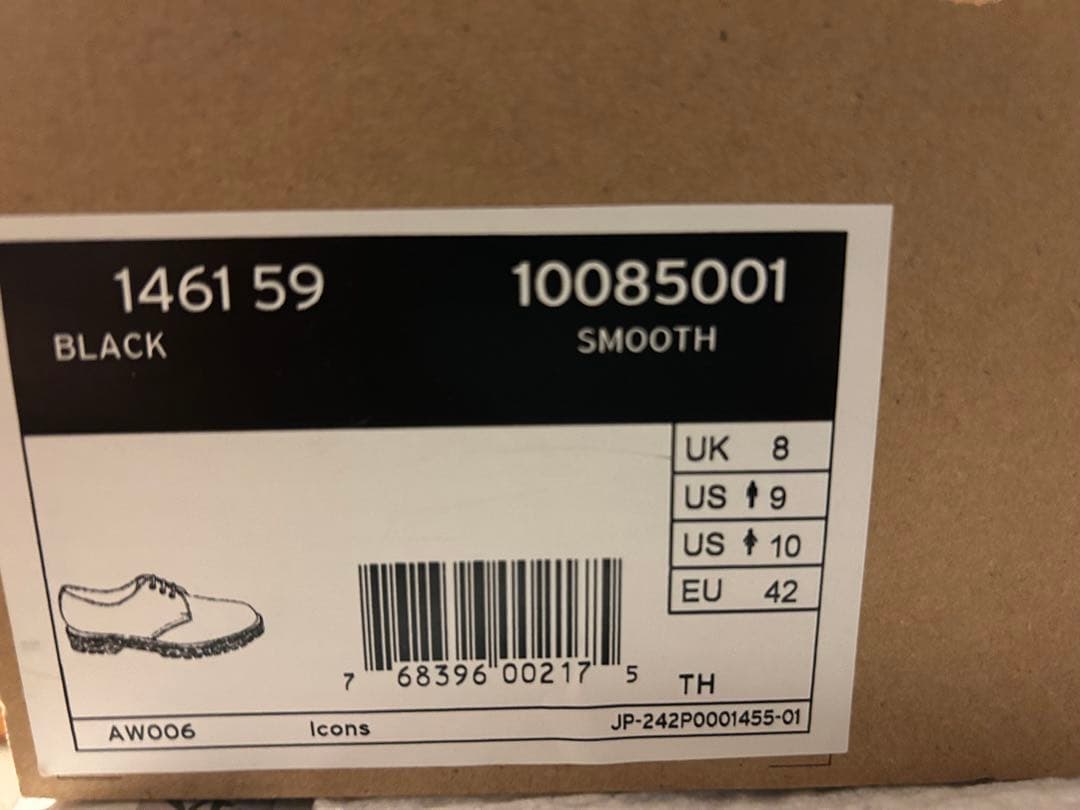 1461 59 10085001
BLACK SMOOTH
UK 8
US 9
US 10
EU 42
7 68396 00217 5
TH
AW006 Icons JP-242P0001455-01